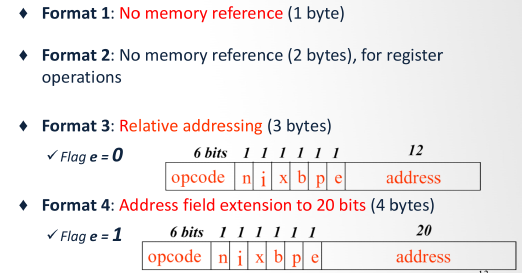 ♦ Format 1: No memory reference (1 byte)
♦ Format 2: No memory reference (2 bytes), for register
operations
♦ Format 3: Relative addressing (3 bytes)
✓ Flag e = 0
6 bits 1 1 1 1 1 1 12
opcode n i x b p e address
♦ Format 4: Address field extension to 20 bits (4 bytes)
✓ Flag e = 1
6 bits 1 1 1 1 1 1 20
opcode n i x b p e address